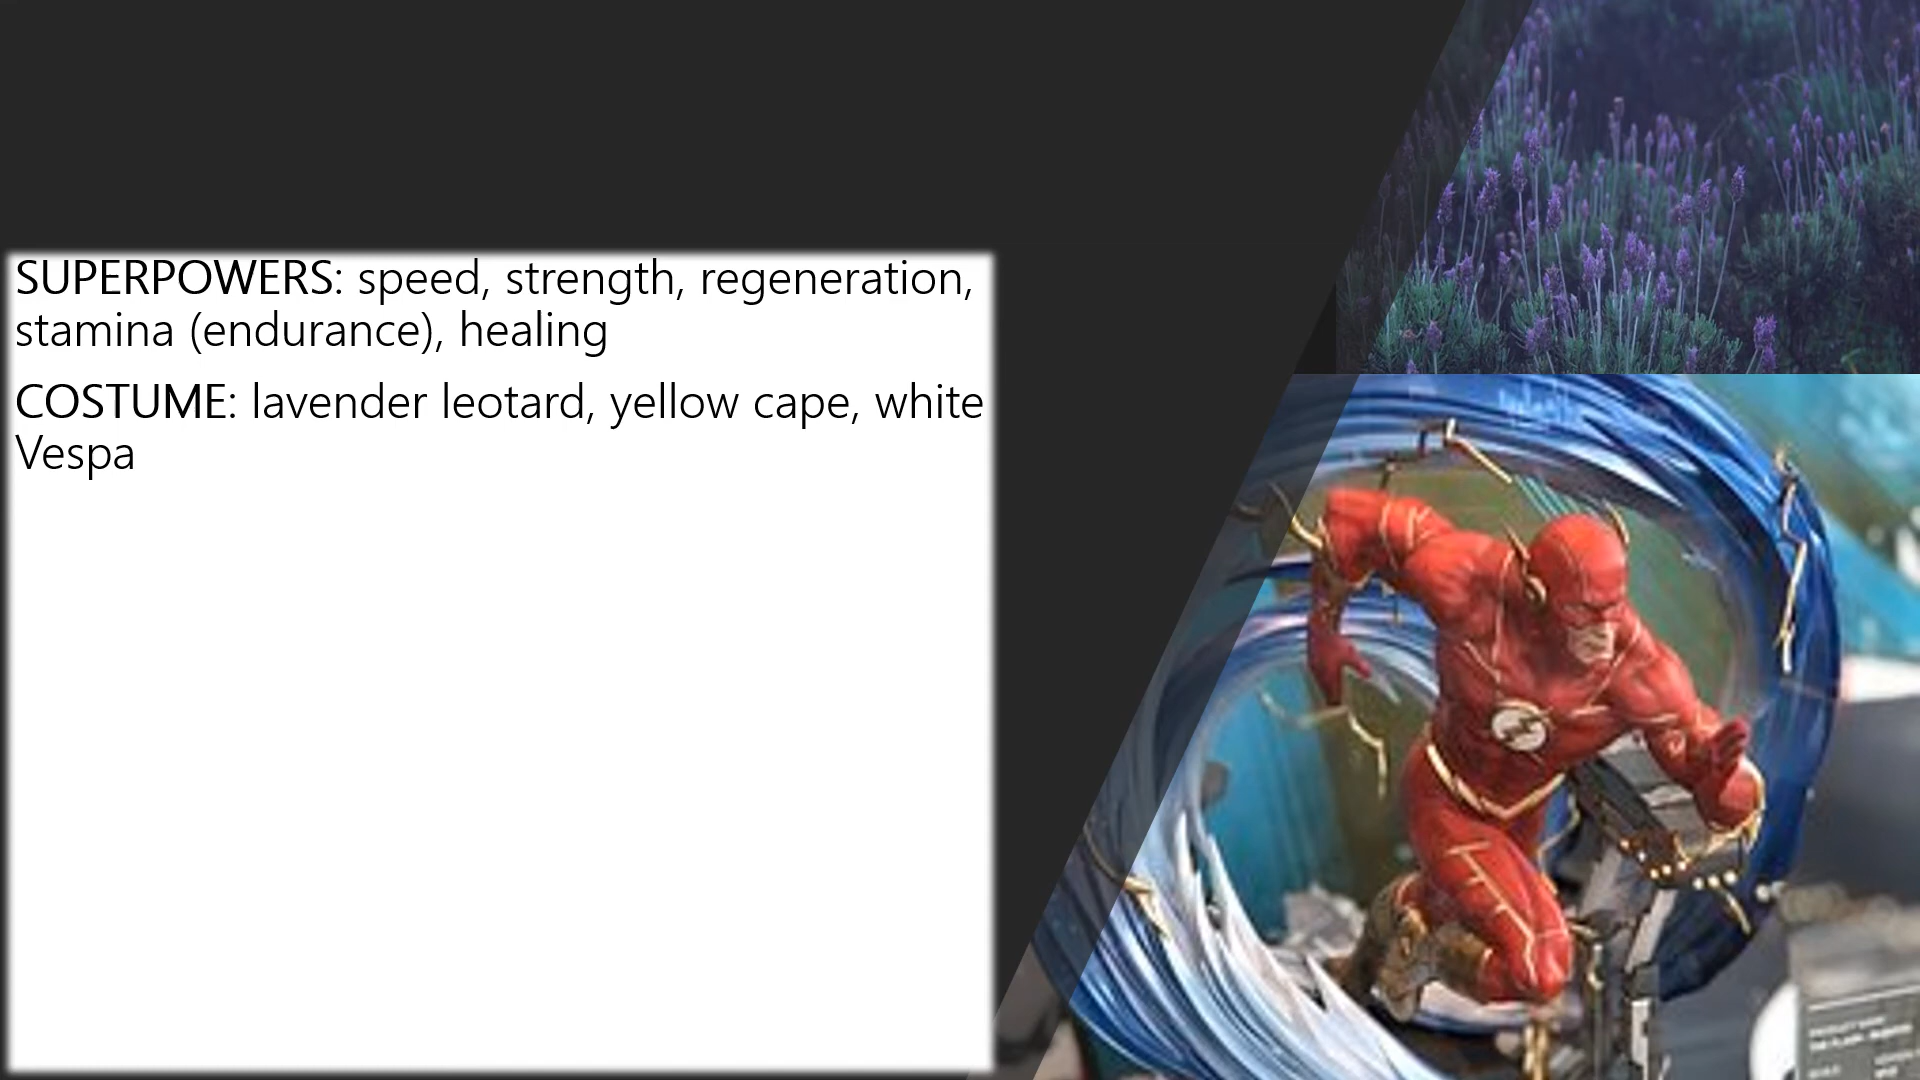 SUPERPOWERS: speed, strength, regeneration,
stamina (endurance), healing
COSTUME: lavender leotard, yellow cape, white
Vespa